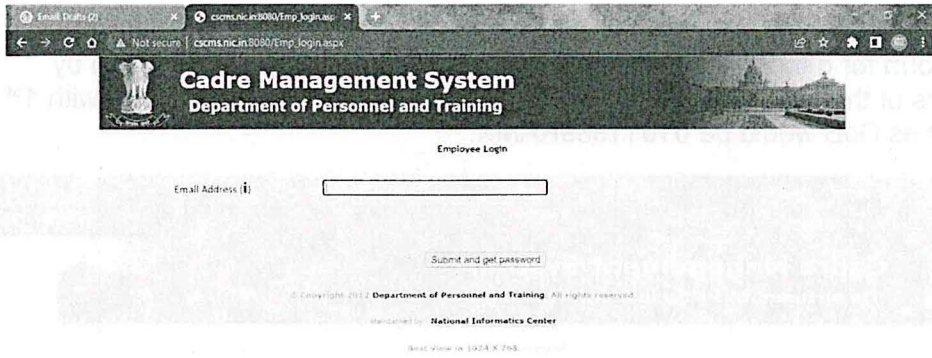 Email: Drafts (2)
cscms.nic.in:8080/Emp_login.asp
Not secure | cscms.nic.in:8080/Emp_login.aspx
Cadre Management System
Department of Personnel and Training
Employee Login
Email Address
Submit and get password
© Copyright 2012 Department of Personnel and Training. All rights reserved.
Maintained by National Informatics Center
Best View in 1024 X 768